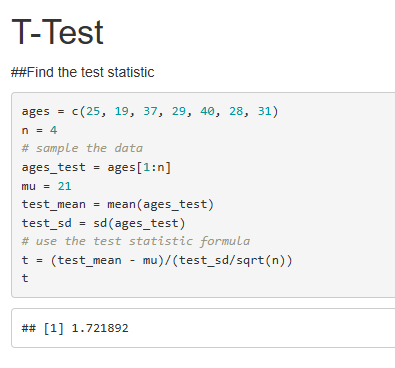 T-Test
##Find the test statistic
ages = c(25, 19, 37, 29, 40, 28, 31)
n = 4
# sample the data
ages_test = ages[1:n]
mu = 21
test_mean = mean(ages_test)
test_sd = sd(ages_test)
# use the test statistic formula
t = (test_mean - mu)/(test_sd/sqrt(n))
t
## [1] 1.721892